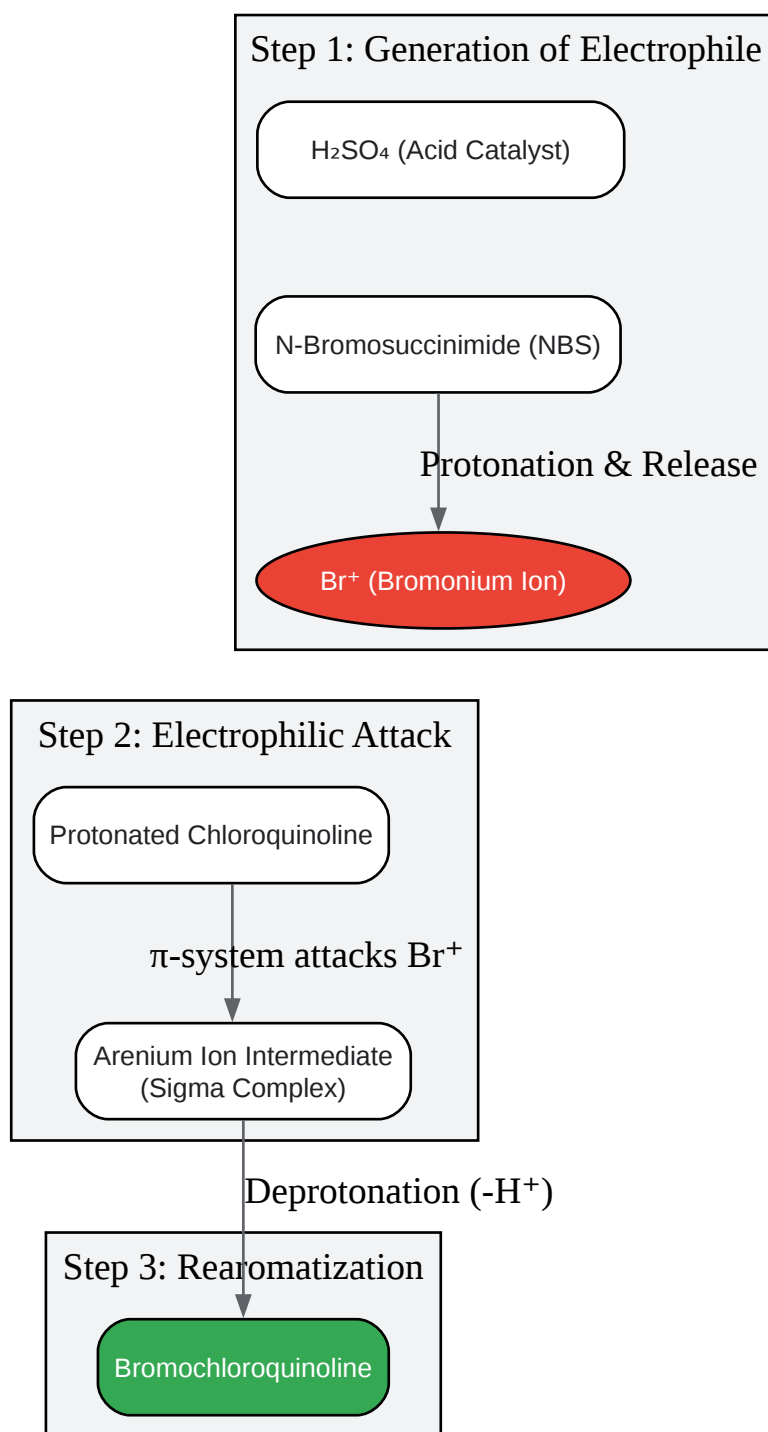 Step 1: Generation of Electrophile
H₂SO₄ (Acid Catalyst)
N-Bromosuccinimide (NBS)
Protonation & Release
Br⁺ (Bromonium Ion)
Step 2: Electrophilic Attack
Protonated Chloroquinoline
π-system attacks Br⁺
Arenium Ion Intermediate
(Sigma Complex)
Deprotonation (-H⁺)
Step 3: Rearomatization
Bromochloroquinoline